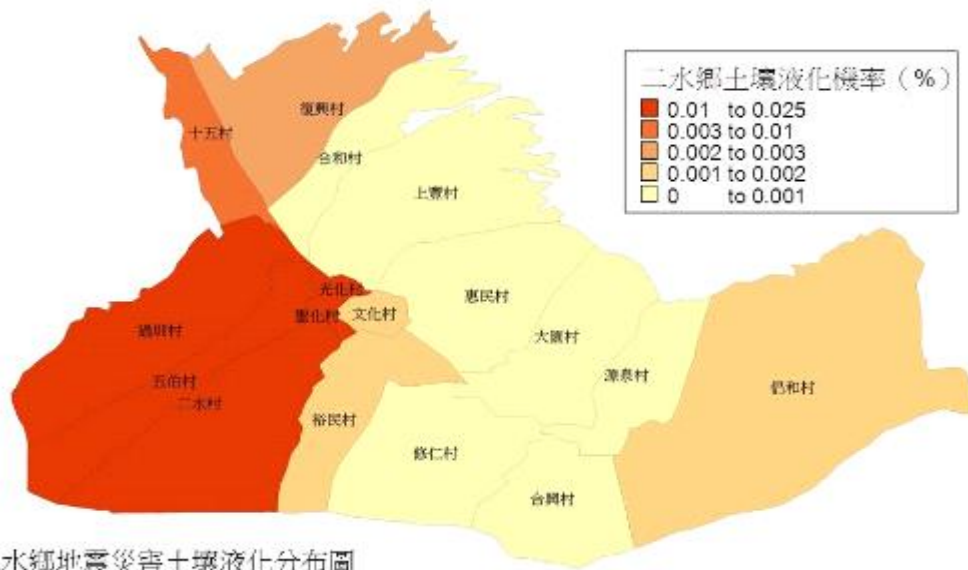 二水鄉土壤液化機率（%）
0.01 to 0.025
0.003 to 0.01
0.002 to 0.003
0.001 to 0.002
0 to 0.001
復興村
十五村
合和村
上豐村
光化村
惠民村
聖化村
文化村
過圳村
大園村
源泉村
五伯村
倡和村
二水村
裕民村
修仁村
合興村
水鄉地震災害土壤液化分布圖